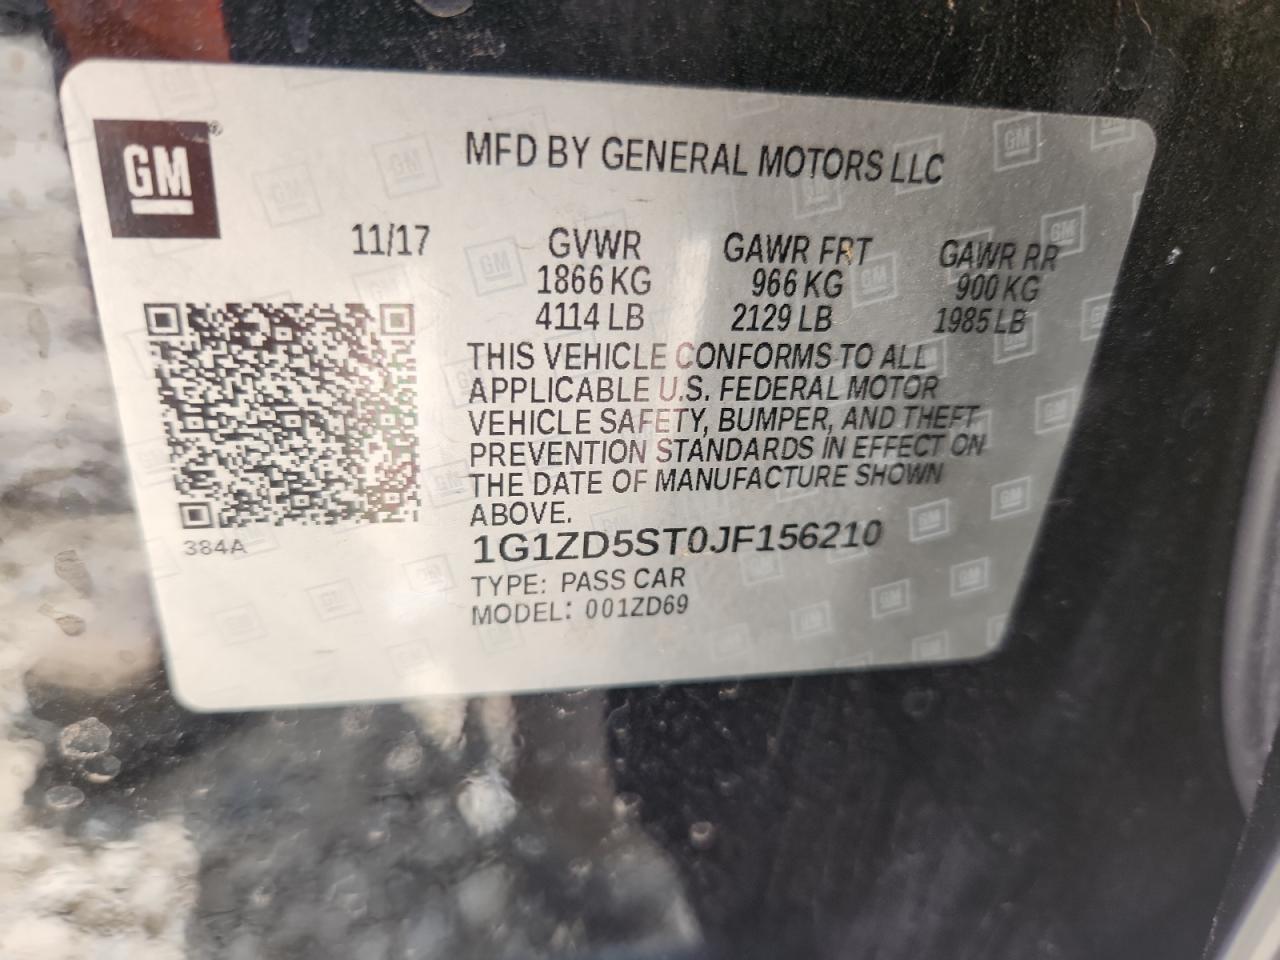 GM
MFD BY GENERAL MOTORS LLC
11/17 GVWR GAWR FRT GAWR RR
1866 KG 966 KG 900 KG
4114 LB 2129 LB 1985 LB
THIS VEHICLE CONFORMS TO ALL
APPLICABLE U.S. FEDERAL MOTOR
VEHICLE SAFETY, BUMPER, AND THEFT
PREVENTION STANDARDS IN EFFECT ON
THE DATE OF MANUFACTURE SHOWN
ABOVE.
384A
1G1ZD5ST0JF156210
TYPE: PASS CAR
MODEL: 001ZD69